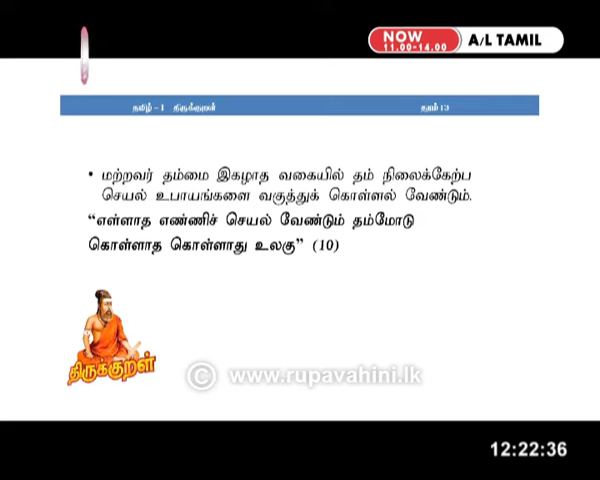 NOW
11.00-14.00
A/L TAMIL
தமிழ் – I திருக்குறள்
தரம் 13
• மற்றவர் தம்மை இகழாத வகையில் தம் நிலைக்கேற்ப
செயல் உபாயங்களை வகுத்துக் கொள்ளல் வேண்டும்.
“எள்ளாத எண்ணிச் செயல் வேண்டும் தம்மோடு
கொள்ளாத கொள்ளாது உலகு” (10)
திருக்குறள்
© www.rupavahini.lk
12:22:36